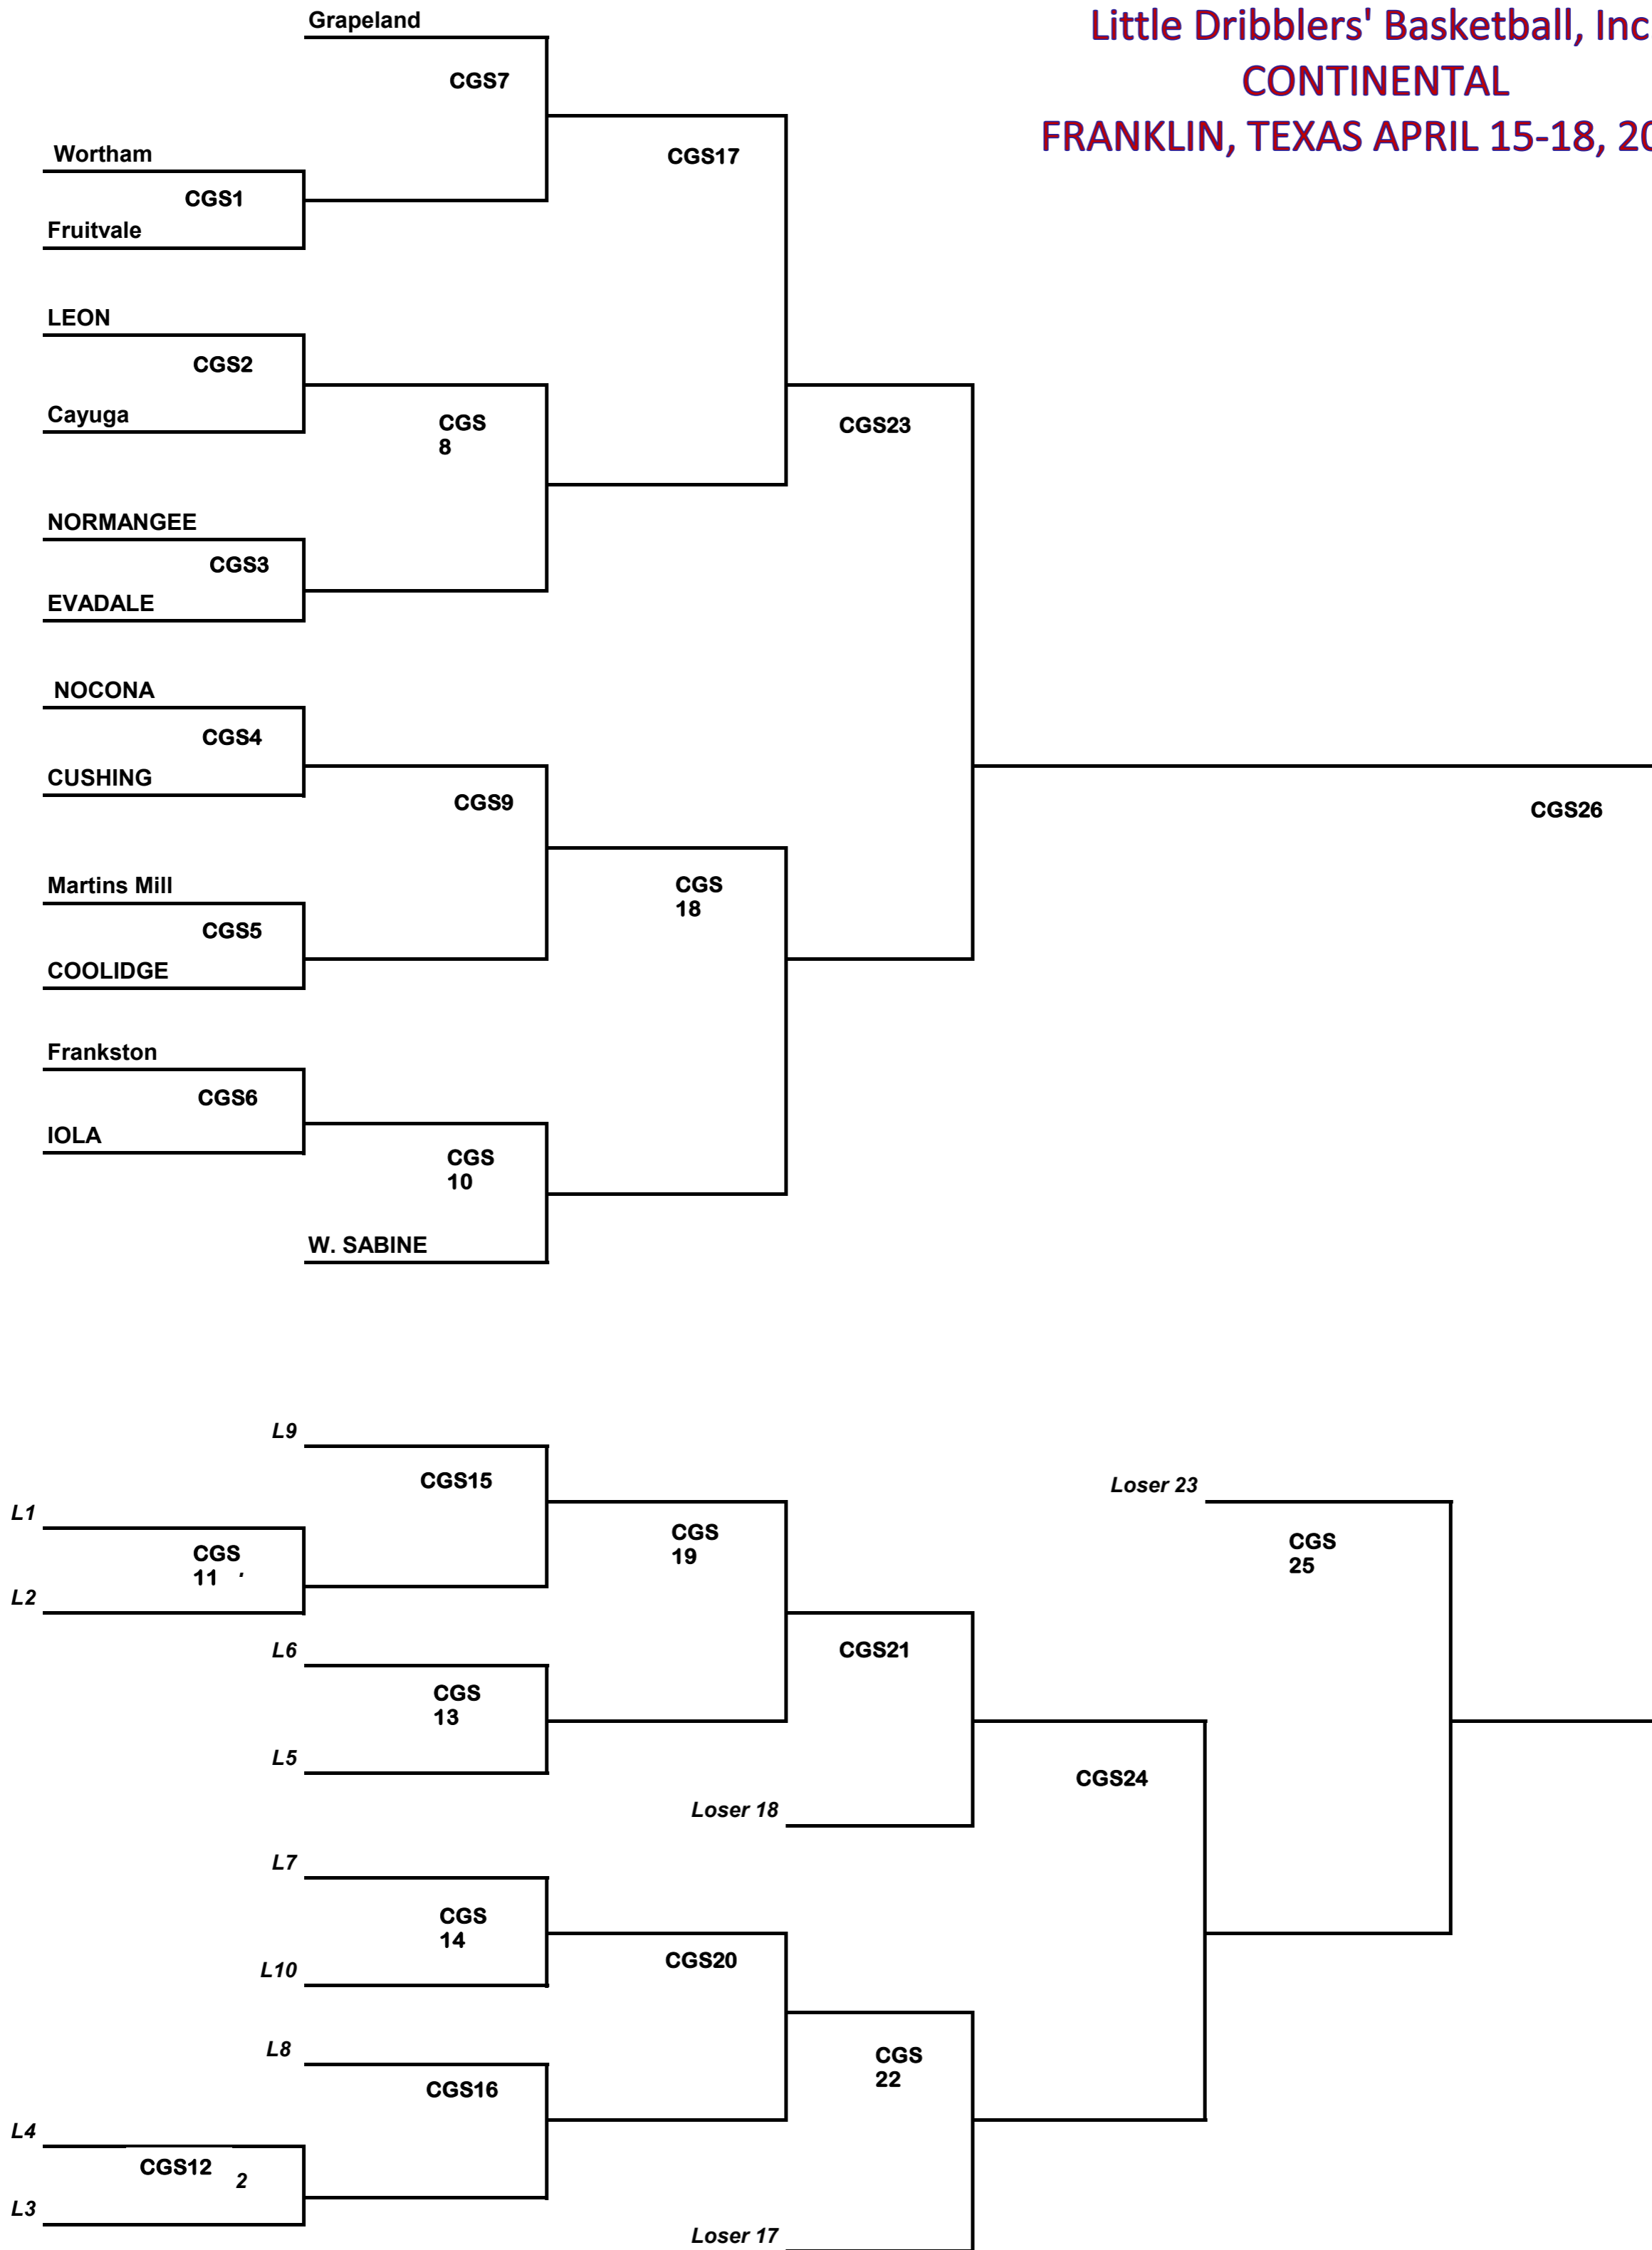 Grapeland
Little Dribblers' Basketball, Inc
CONTINENTAL
FRANKLIN, TEXAS APRIL 15-18, 20
CGS7
Wortham
CGS17
CGS1
Fruitvale
LEON
CGS2
Cayuga
CGS
8
CGS23
NORMANGEE
CGS3
EVADALE
NOCONA
CGS4
CUSHING
CGS9
CGS26
Martins Mill
CGS
18
CGS5
COOLIDGE
Frankston
CGS6
IOLA
CGS
10
W. SABINE
L9
CGS15
Loser 23
L1
CGS
19
CGS
25
CGS
11 '
L2
L6
CGS21
CGS
13
L5
CGS24
Loser 18
L7
CGS
14
CGS20
L10
L8
CGS
22
CGS16
L4
CGS12 2
L3
Loser 17